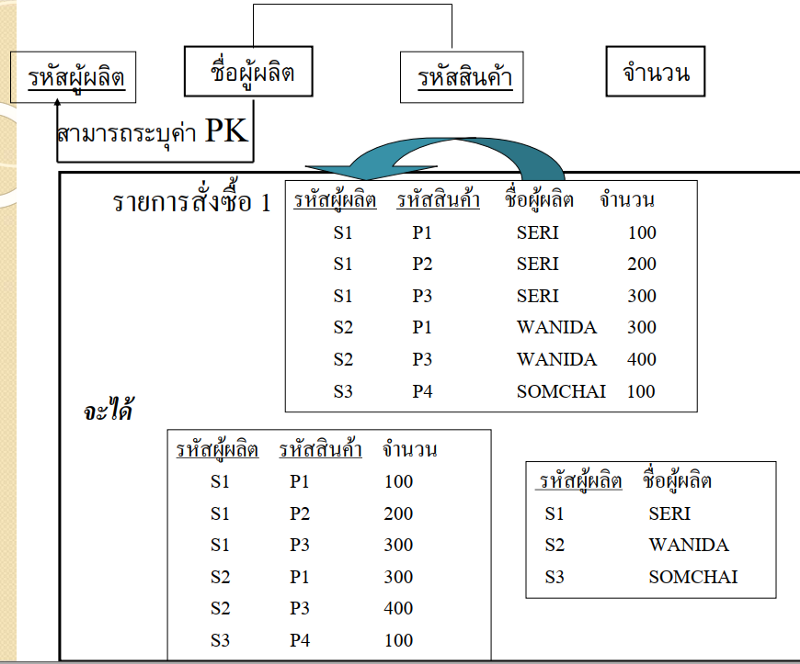 รหัสผู้ผลิต ชื่อผู้ผลิต รหัสสินค้า จำนวน
สามารถระบุค่า PK
รายการสั่งซื้อ 1
รหัสผู้ผลิต รหัสสินค้า ชื่อผู้ผลิต จำนวน
S1 P1 SERI 100
S1 P2 SERI 200
S1 P3 SERI 300
S2 P1 WANIDA 300
S2 P3 WANIDA 400
S3 P4 SOMCHAI 100
จะได้
รหัสผู้ผลิต รหัสสินค้า จำนวน
S1 P1 100
S1 P2 200
S1 P3 300
S2 P1 300
S2 P3 400
S3 P4 100
รหัสผู้ผลิต ชื่อผู้ผลิต
S1 SERI
S2 WANIDA
S3 SOMCHAI